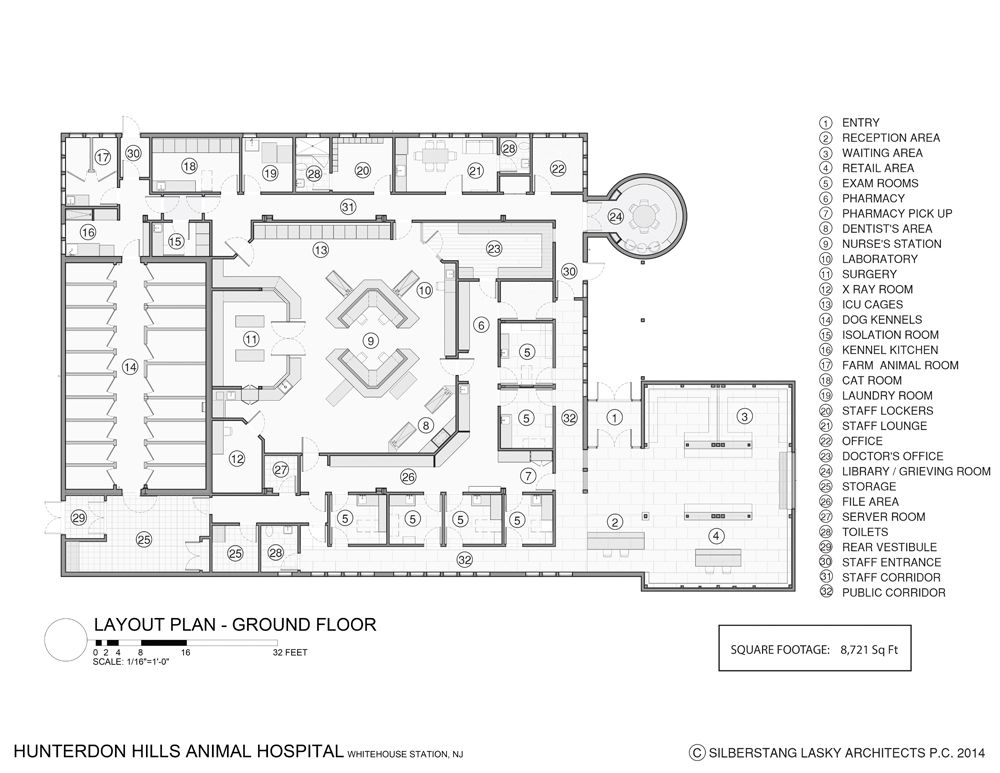 17
30
18
19
28
20
21
28
22
31
24
16
15
13
23
30
10
6
11
9
5
14
5
32
1
3
8
12
27
26
7
29
25
5
5
5
5
2
4
25
28
32
1 ENTRY
2 RECEPTION AREA
3 WAITING AREA
4 RETAIL AREA
5 EXAM ROOMS
6 PHARMACY
7 PHARMACY PICK UP
8 DENTIST'S AREA
9 NURSE'S STATION
10 LABORATORY
11 SURGERY
12 X RAY ROOM
13 ICU CAGES
14 DOG KENNELS
15 ISOLATION ROOM
16 KENNEL KITCHEN
17 FARM ANIMAL ROOM
18 CAT ROOM
19 LAUNDRY ROOM
20 STAFF LOCKERS
21 STAFF LOUNGE
22 OFFICE
23 DOCTOR'S OFFICE
24 LIBRARY / GRIEVING ROOM
25 STORAGE
26 FILE AREA
27 SERVER ROOM
28 TOILETS
29 REAR VESTIBULE
30 STAFF ENTRANCE
31 STAFF CORRIDOR
32 PUBLIC CORRIDOR
LAYOUT PLAN - GROUND FLOOR
0 2 4 8 16 32 FEET
SCALE: 1/16"=1'-0"
SQUARE FOOTAGE: 8,721 Sq Ft
HUNTERDON HILLS ANIMAL HOSPITAL WHITEHOUSE STATION, NJ
© SILBERSTANG LASKY ARCHITECTS P.C. 2014